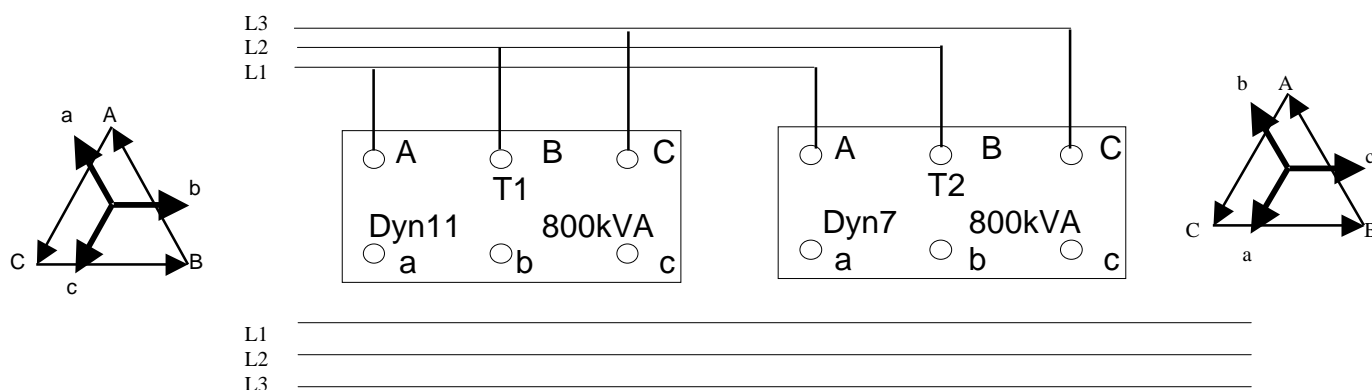 L3
L2
L1
A
a
b
C
B
c
A B C
T1
Dyn11 800kVA
a b c
A B C
T2
Dyn7 800kVA
a b c
b A
c
C B
a
L1
L2
L3